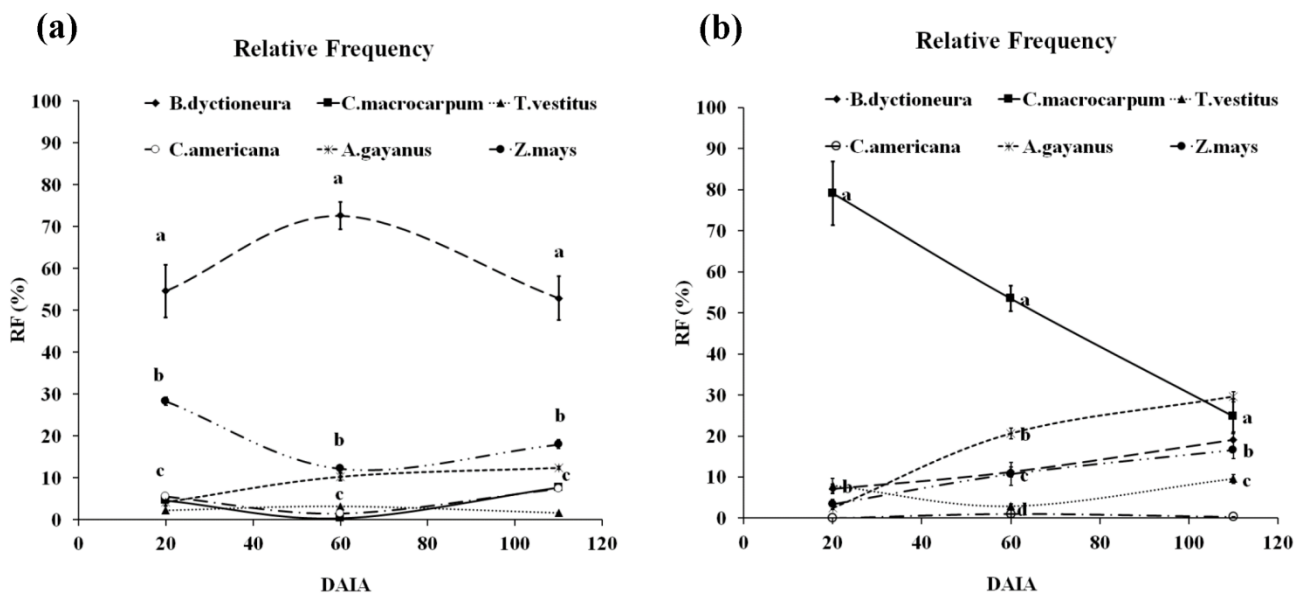 (a)
Relative Frequency
B.dyctioneura C.macrocarpum T.vestitus
C.americana A.gayanus Z.mays
100
90
80
70
60
50
40
30
20
10
0
RF (%)
a
a
a
b
b
b
c
c
c
0 20 40 60 80 100 120
DAIA
(b)
Relative Frequency
B.dyctioneura C.macrocarpum T.vestitus
C.americana A.gayanus Z.mays
100
90
80
70
60
50
40
30
20
10
0
RF (%)
a
a
a
b
b
b
c
c
d
0 20 40 60 80 100 120
DAIA